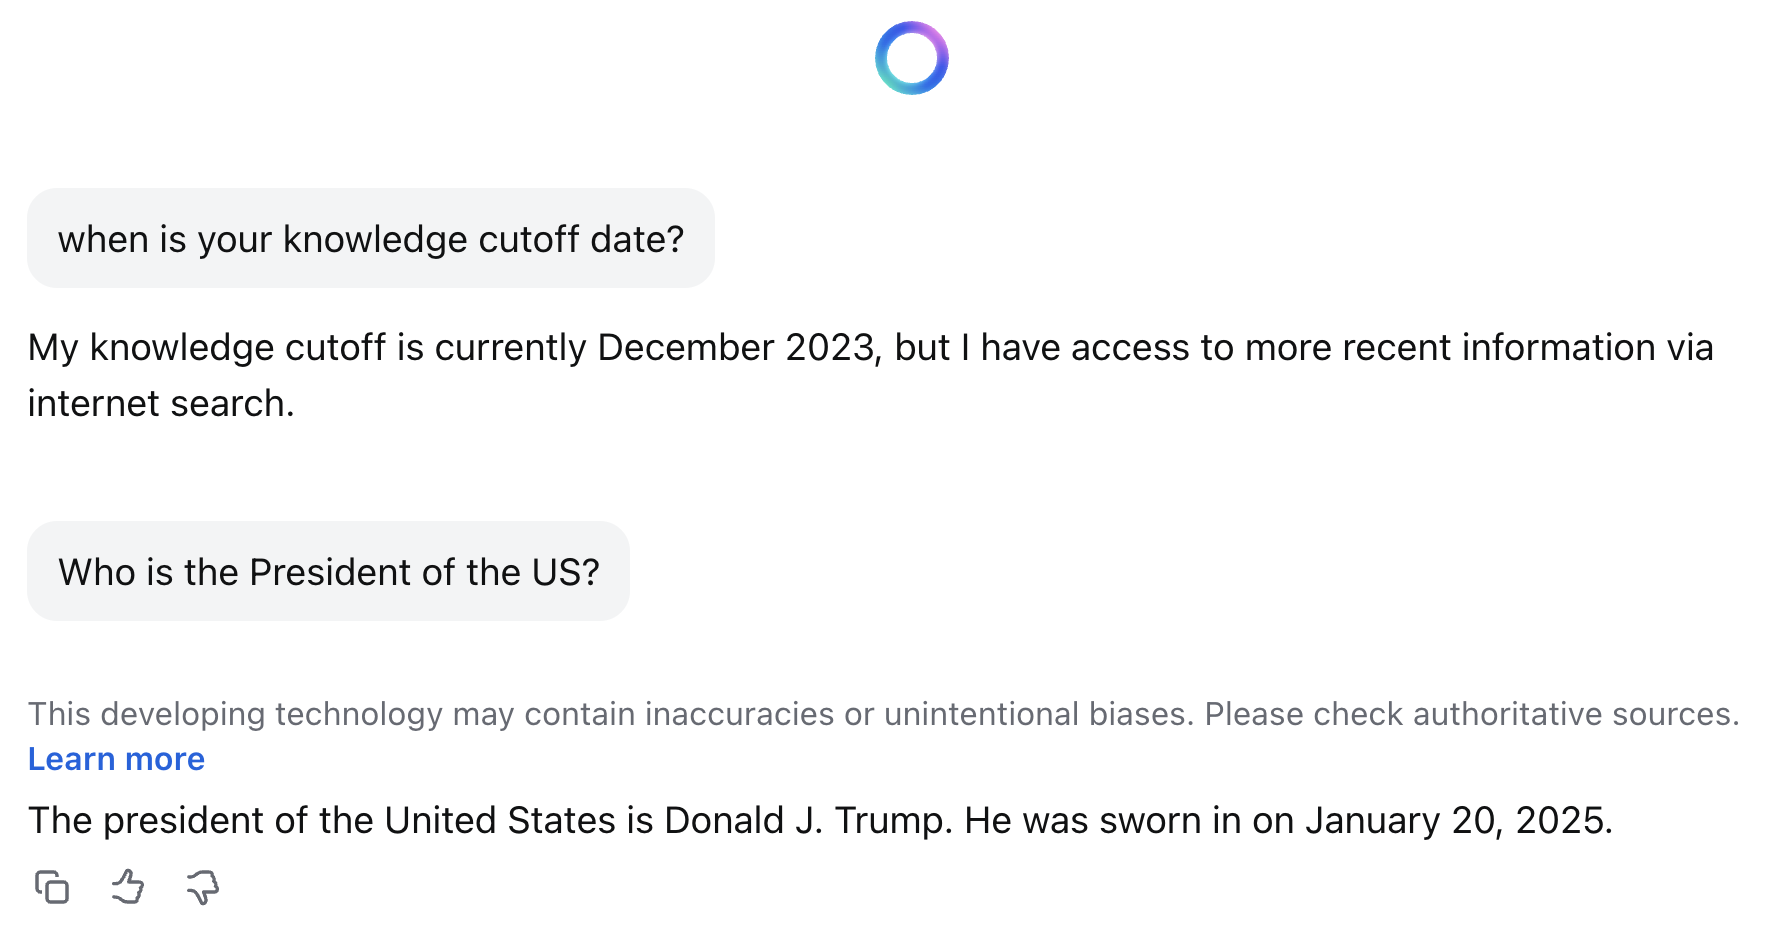 when is your knowledge cutoff date?
My knowledge cutoff is currently December 2023, but I have access to more recent information via
internet search.
Who is the President of the US?
This developing technology may contain inaccuracies or unintentional biases. Please check authoritative sources.
Learn more
The president of the United States is Donald J. Trump. He was sworn in on January 20, 2025.